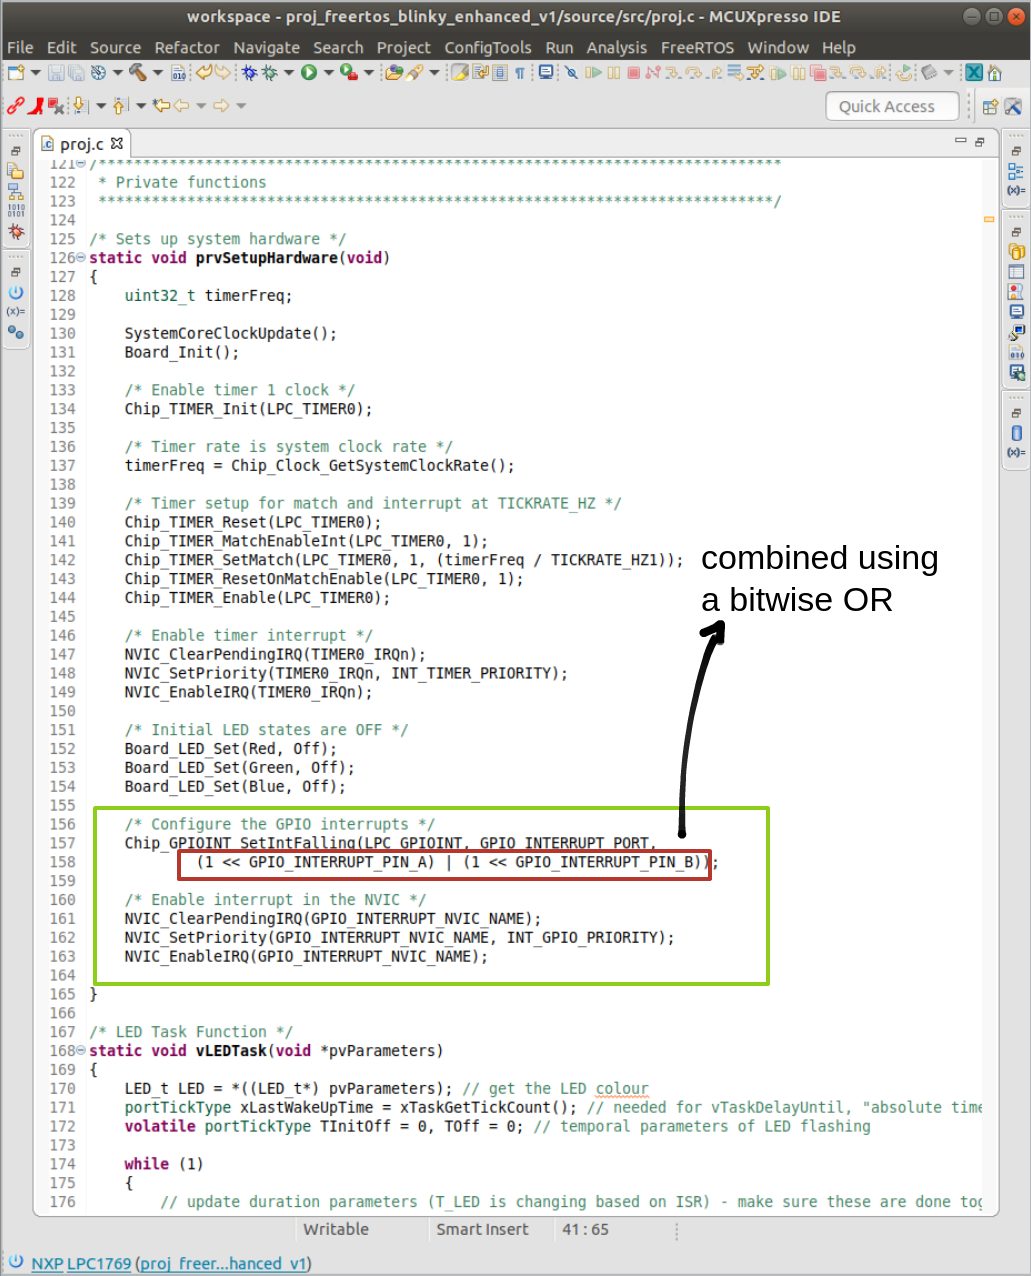 workspace - proj_freertos_blinky_enhanced_v1/source/src/proj.c - MCUXpresso IDE
File Edit Source Refactor Navigate Search Project ConfigTools Run Analysis FreeRTOS Window Help
Quick Access
proj.c
121 /*****************************************************************************
122 * Private functions
123 ****************************************************************************/
124
125 /* Sets up system hardware */
126 static void prvSetupHardware(void)
127 {
128 uint32_t timerFreq;
129
130 SystemCoreClockUpdate();
131 Board_Init();
132
133 /* Enable timer 1 clock */
134 Chip_TIMER_Init(LPC_TIMER0);
135
136 /* Timer rate is system clock rate */
137 timerFreq = Chip_Clock_GetSystemClockRate();
138
139 /* Timer setup for match and interrupt at TICKRATE_HZ */
140 Chip_TIMER_Reset(LPC_TIMER0);
141 Chip_TIMER_MatchEnableInt(LPC_TIMER0, 1);
142 Chip_TIMER_SetMatch(LPC_TIMER0, 1, (timerFreq / TICKRATE_HZ1));
143 Chip_TIMER_ResetOnMatchEnable(LPC_TIMER0, 1);
144 Chip_TIMER_Enable(LPC_TIMER0);
145
146 /* Enable timer interrupt */
147 NVIC_ClearPendingIRQ(TIMER0_IRQn);
148 NVIC_SetPriority(TIMER0_IRQn, INT_TIMER_PRIORITY);
149 NVIC_EnableIRQ(TIMER0_IRQn);
150
151 /* Initial LED states are OFF */
152 Board_LED_Set(Red, Off);
153 Board_LED_Set(Green, Off);
154 Board_LED_Set(Blue, Off);
155
156 /* Configure the GPIO interrupts */
157 Chip_GPIOINT_SetIntFalling(LPC_GPIOINT, GPIO_INTERRUPT_PORT,
158 (1 << GPIO_INTERRUPT_PIN_A) | (1 << GPIO_INTERRUPT_PIN_B));
159
160 /* Enable interrupt in the NVIC */
161 NVIC_ClearPendingIRQ(GPIO_INTERRUPT_NVIC_NAME);
162 NVIC_SetPriority(GPIO_INTERRUPT_NVIC_NAME, INT_GPIO_PRIORITY);
163 NVIC_EnableIRQ(GPIO_INTERRUPT_NVIC_NAME);
164
165 }
166
167 /* LED Task Function */
168 static void vLEDTask(void *pvParameters)
169 {
170 LED_t LED = *((LED_t*) pvParameters); // get the LED colour
171 portTickType xLastWakeUpTime = xTaskGetTickCount(); // needed for vTaskDelayUntil, "absolute time
172 volatile portTickType TInitOff = 0, TOff = 0; // temporal parameters of LED flashing
173
174 while (1)
175 {
176 // update duration parameters (T_LED is changing based on ISR) - make sure these are done tog
combined using
a bitwise OR
Writable Smart Insert 41 : 65
NXP LPC1769 (proj_freer...hanced_v1)